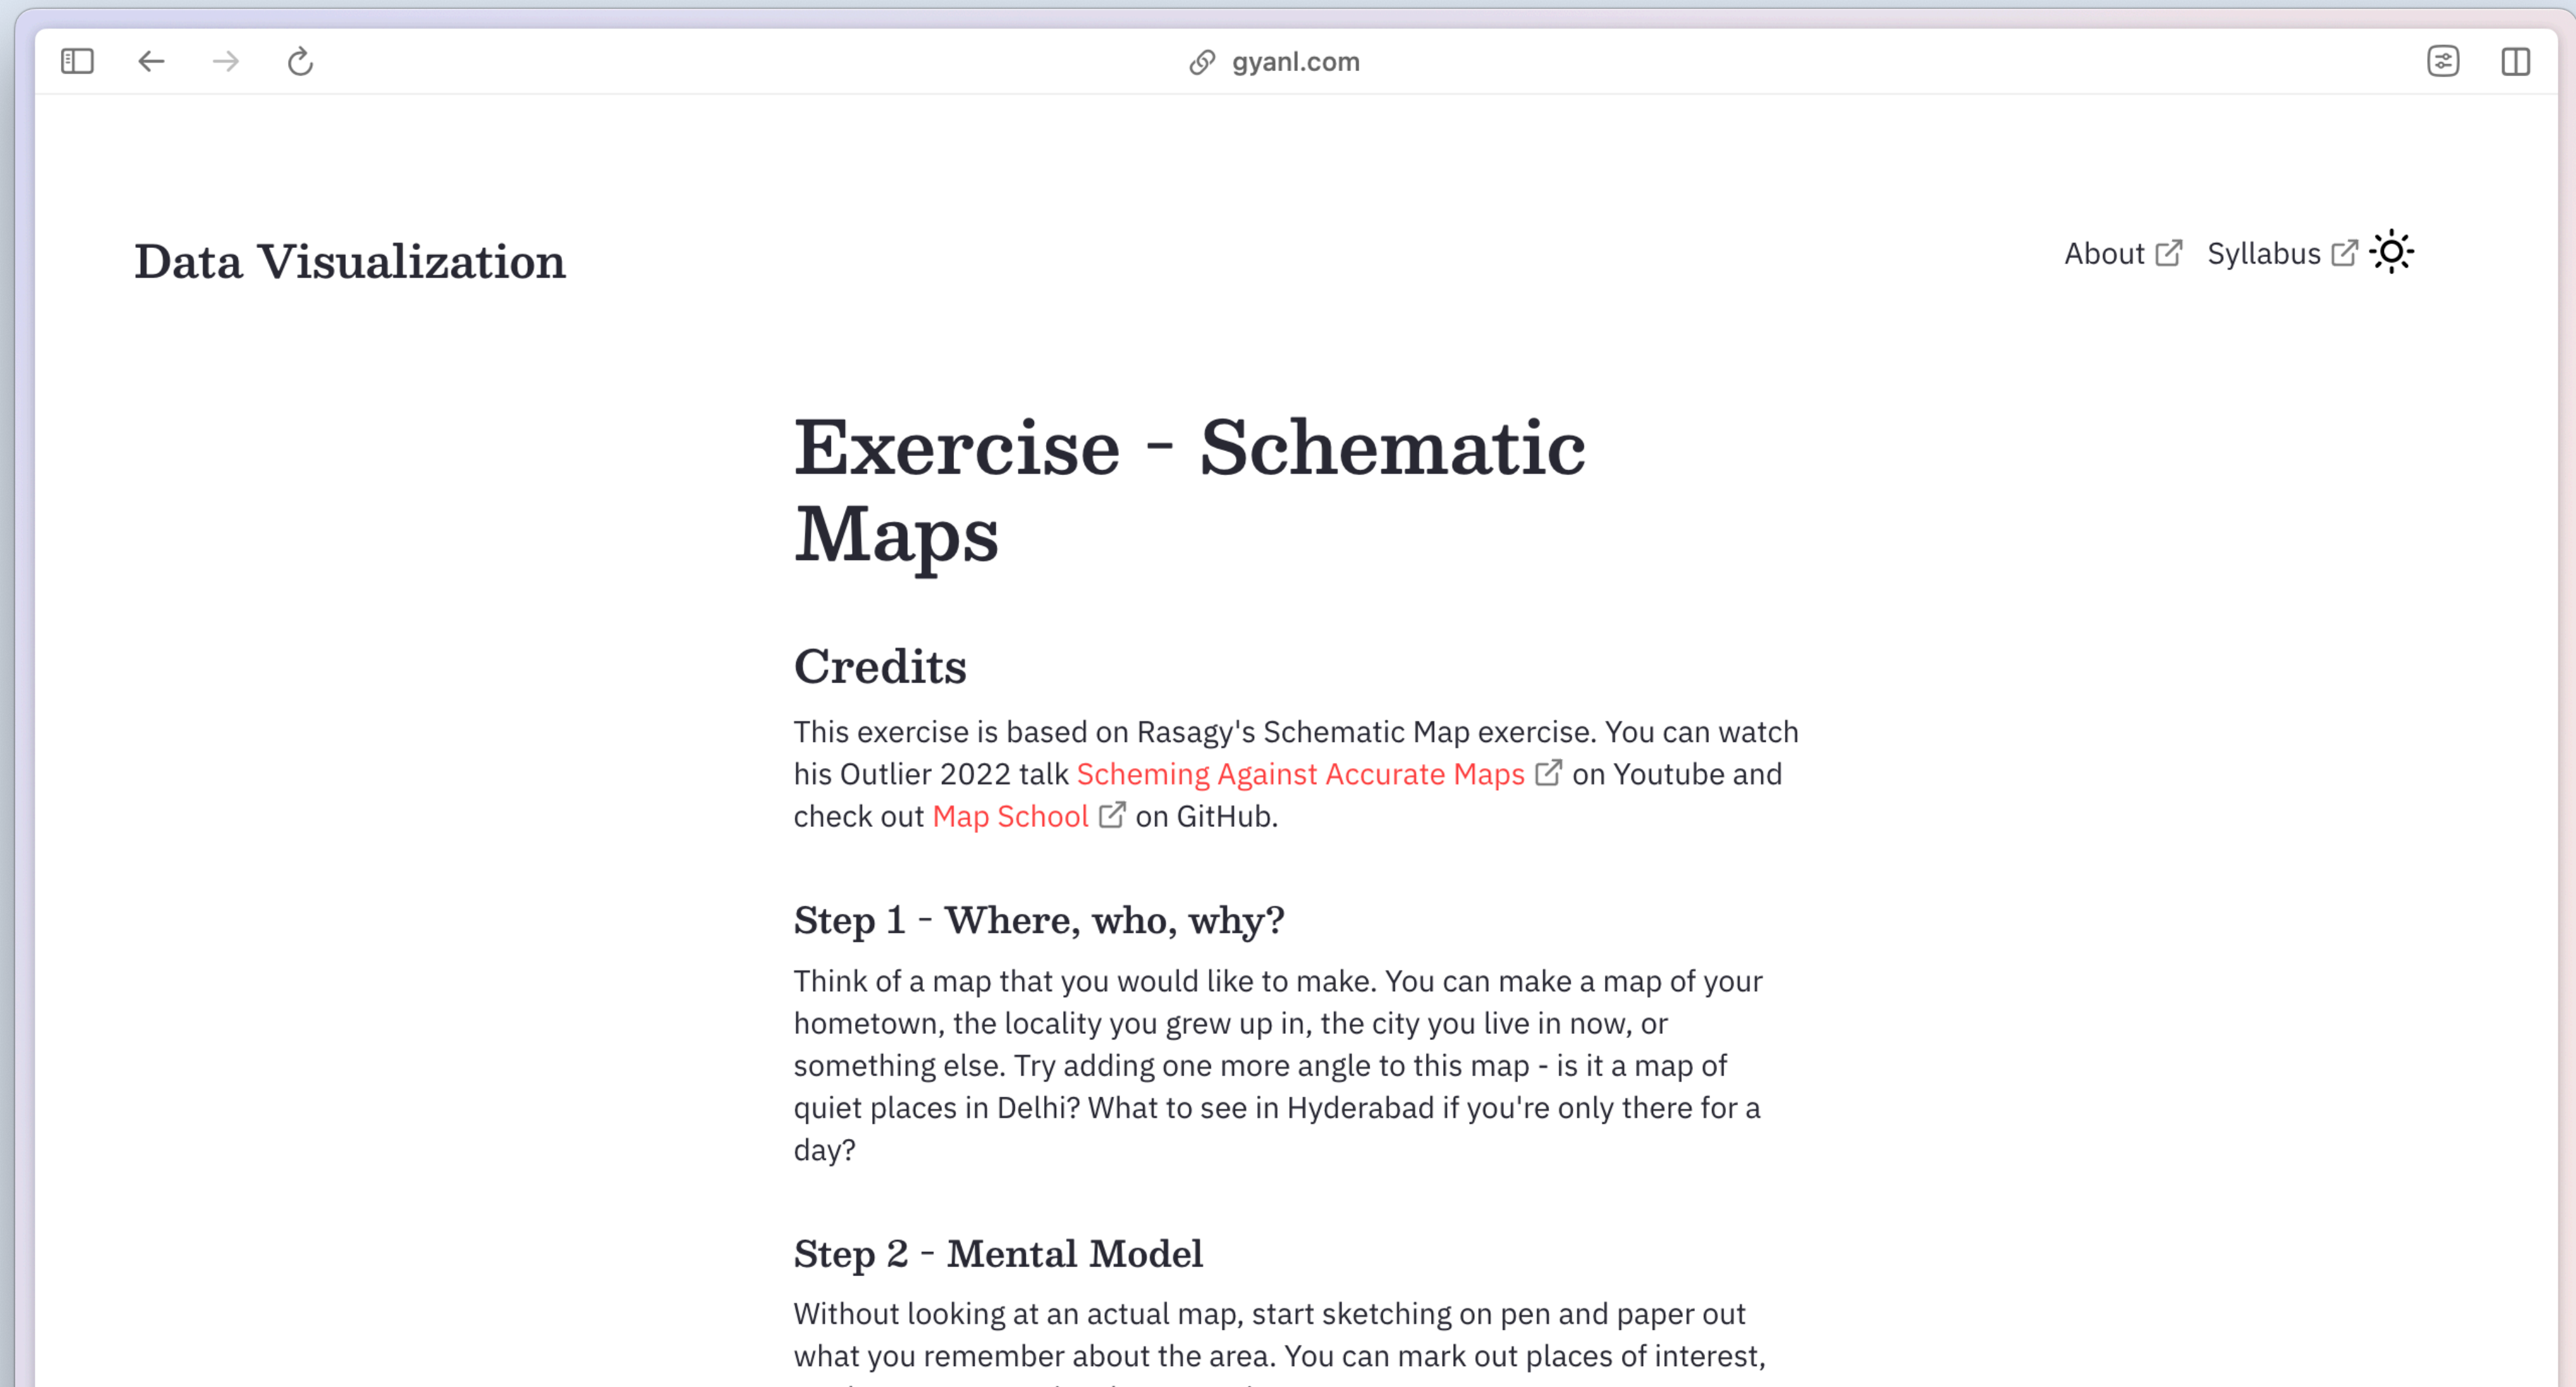 gyanl.com
Data Visualization
About Syllabus
Exercise - Schematic
Maps
Credits
This exercise is based on Rasagy's Schematic Map exercise. You can watch
his Outlier 2022 talk Scheming Against Accurate Maps on Youtube and
check out Map School on GitHub.
Step 1 - Where, who, why?
Think of a map that you would like to make. You can make a map of your
hometown, the locality you grew up in, the city you live in now, or
something else. Try adding one more angle to this map - is it a map of
quiet places in Delhi? What to see in Hyderabad if you're only there for a
day?
Step 2 - Mental Model
Without looking at an actual map, start sketching on pen and paper out
what you remember about the area. You can mark out places of interest,